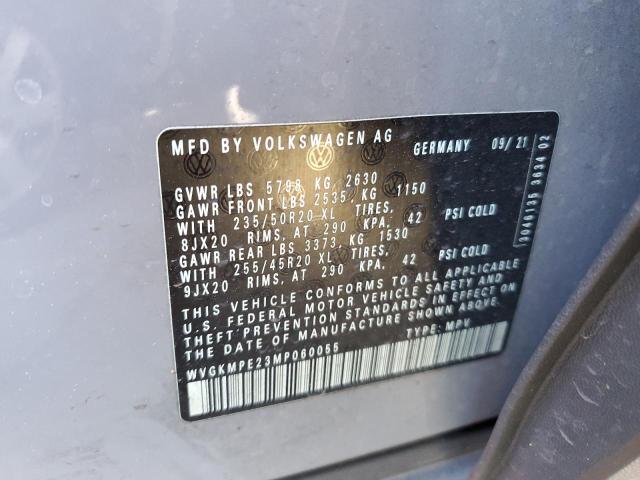 MFD BY VOLKSWAGEN AG GERMANY 09/21
GVWR LBS 5798 KG, 2630
GAWR FRONT LBS 2535 KG 1150
WITH 235/50R20 XL TIRES,
8JX20 RIMS, AT 290 KPA, 42 PSI COLD
GAWR REAR LBS 3373 KG 1530
WITH 255/45R20 XL TIRES,
9JX20 RIMS, AT 290 KPA, 42 PSI COLD
THIS VEHICLE CONFORMS TO ALL APPLICABLE
U.S. FEDERAL MOTOR VEHICLE SAFETY AND
THEFT PREVENTION STANDARDS IN EFFECT ON
THE DATE OF MANUFACTURE SHOWN ABOVE.
WVGKMPE23MP060055 TYPE: MPV
3634 02